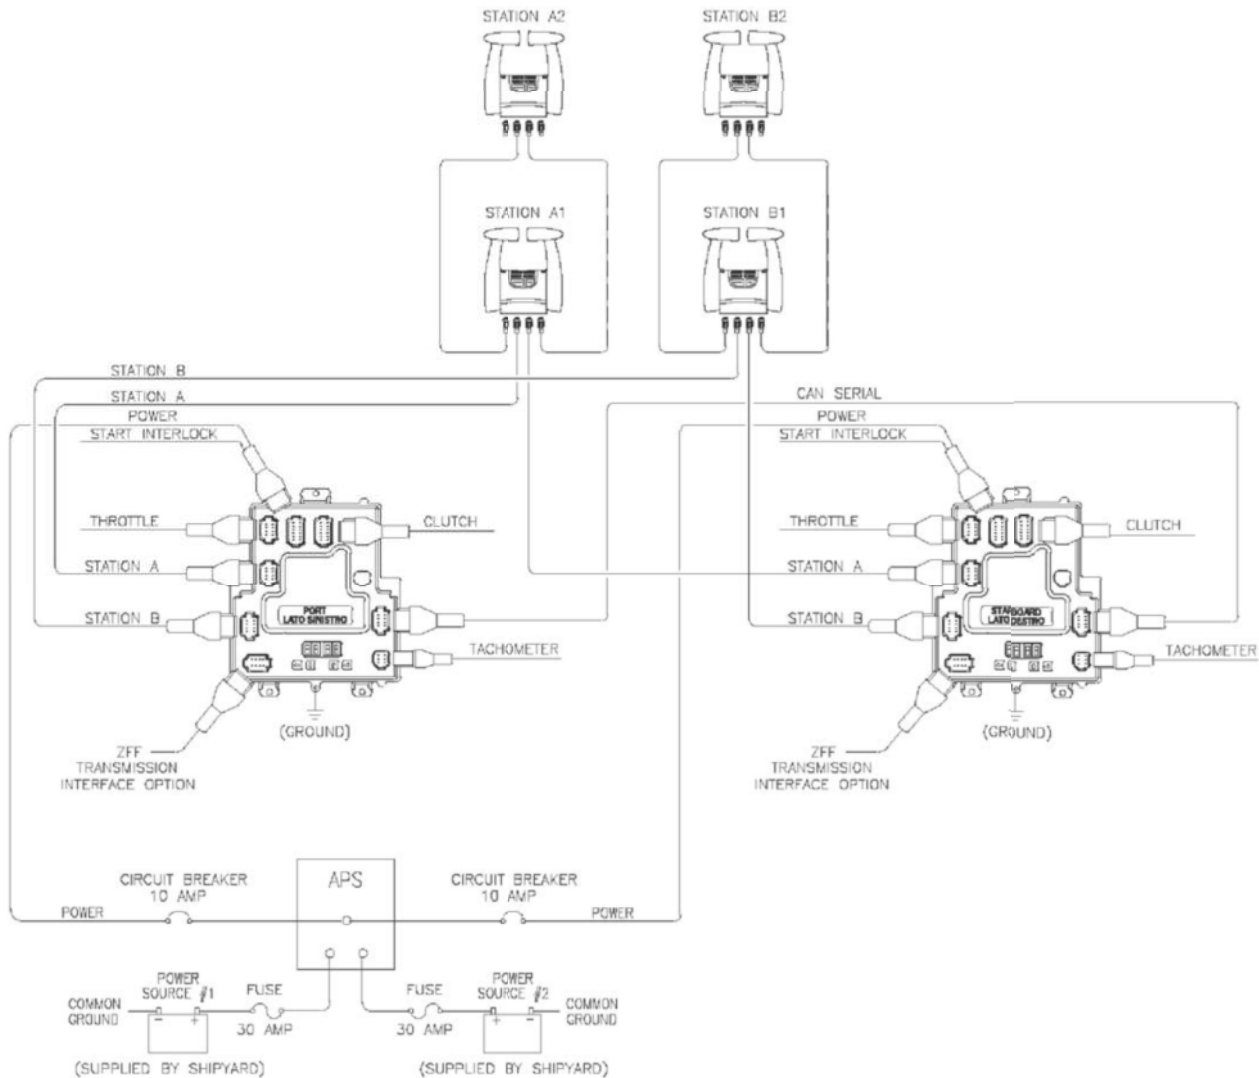 STATION A2
STATION B2
STATION A1
STATION B1
STATION B
STATION A
CAN SERIAL
POWER
START INTERLOCK
POWER
START INTERLOCK
THROTTLE
CLUTCH
THROTTLE
CLUTCH
STATION A
STATION A
STATION B
STATION B
PORT
LATO SINISTRO
STARBOARD
LATO DESTRO
TACHOMETER
TACHOMETER
(GROUND)
(GROUND)
ZFF
TRANSMISSION
INTERFACE OPTION
ZFF
TRANSMISSION
INTERFACE OPTION
CIRCUIT BREAKER
10 AMP
APS
CIRCUIT BREAKER
10 AMP
POWER
POWER
POWER
SOURCE #1
FUSE
30 AMP
COMMON
GROUND
- +
(SUPPLIED BY SHIPYARD)
FUSE
30 AMP
POWER
SOURCE #2
COMMON
GROUND
+ -
(SUPPLIED BY SHIPYARD)